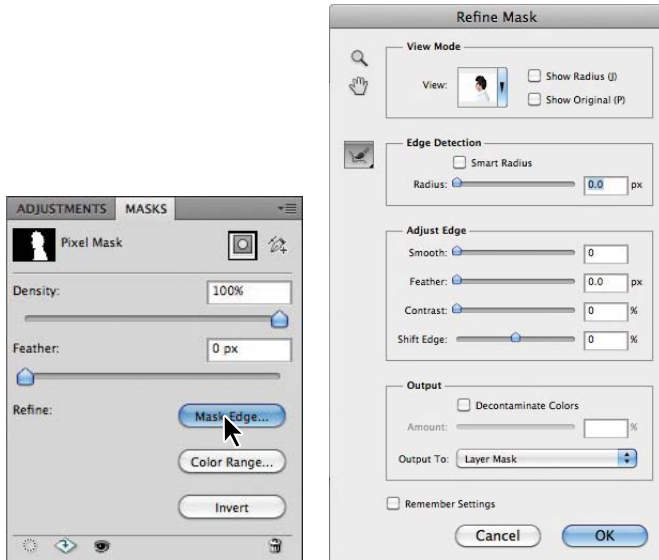 ADJUSTMENTS MASKS
Pixel Mask
Density: 100%
Feather: 0 px
Refine: Mask Edge...
Color Range...
Invert
Refine Mask
View Mode
View:
Show Radius (J)
Show Original (P)
Edge Detection
Smart Radius
Radius: 0.0 px
Adjust Edge
Smooth: 0
Feather: 0.0 px
Contrast: 0 %
Shift Edge: 0 %
Output
Decontaminate Colors
Amount: %
Output To: Layer Mask
Remember Settings
Cancel OK